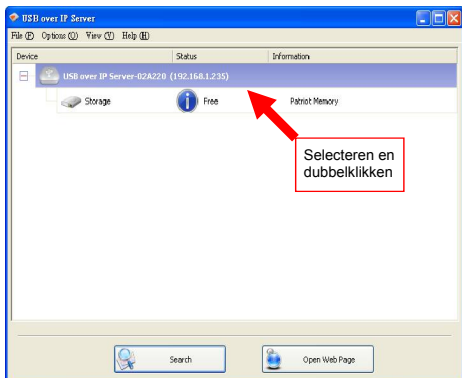 USB over IP Server
File (F) Options (O) View (V) Help (H)
Device Status Information
USB over IP Server-02A220 (192.168.1.235)
Storage Free Patriot Memory
Selecteren en
dubbelklikken
Search Open Web Page